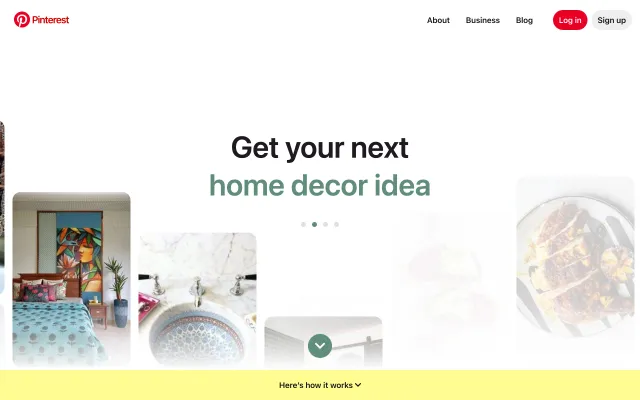 Pinterest
About
Business
Blog
Log in
Sign up
Get your next
home decor idea
Here's how it works